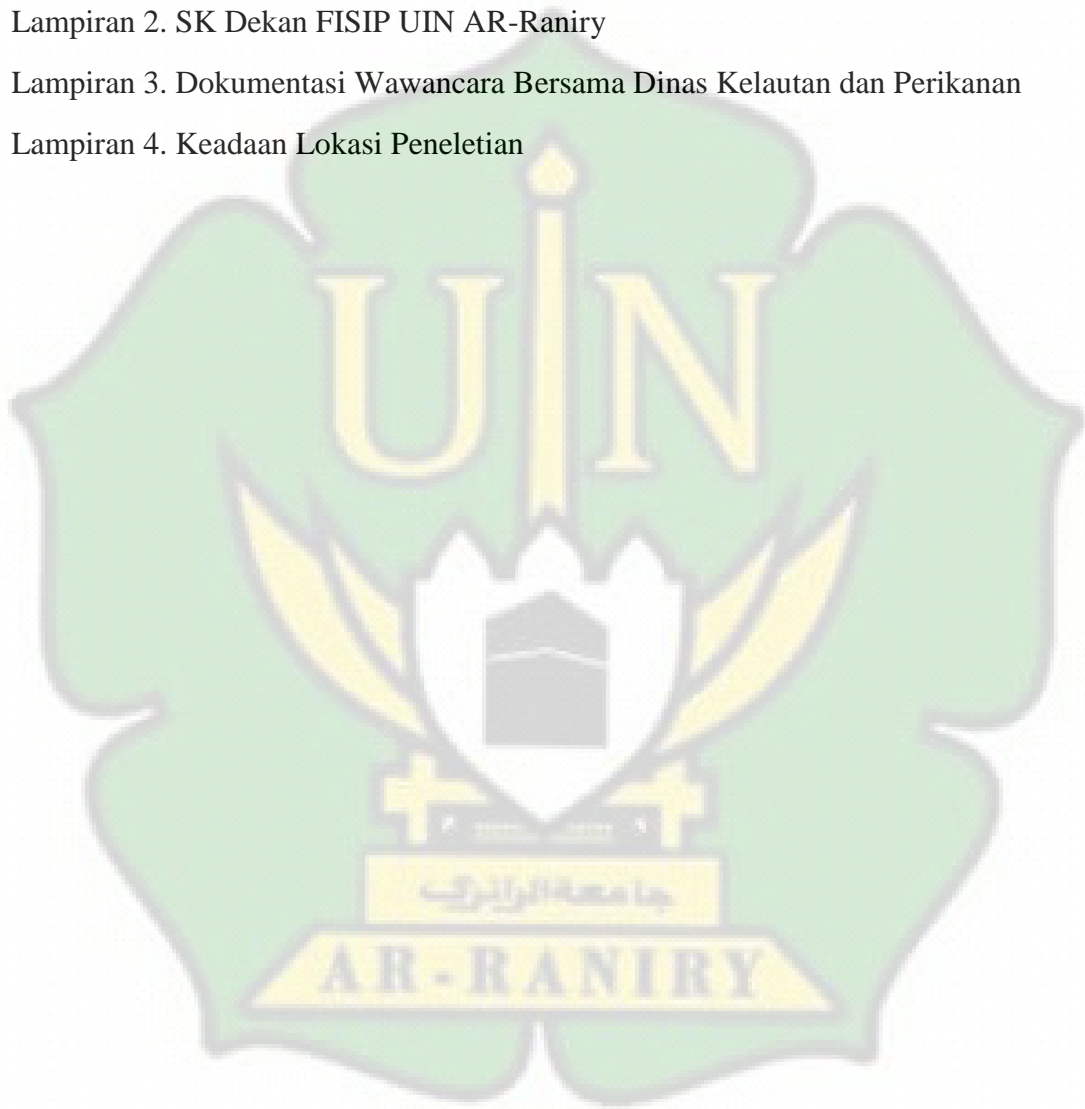 Lampiran 2. SK Dekan FISIP UIN AR-Raniry
Lampiran 3. Dokumentasi Wawancara Bersama Dinas Kelautan dan Perikanan
Lampiran 4. Keadaan Lokasi Peneletian
UIN
جامعةالرانري
AR-RANIRY